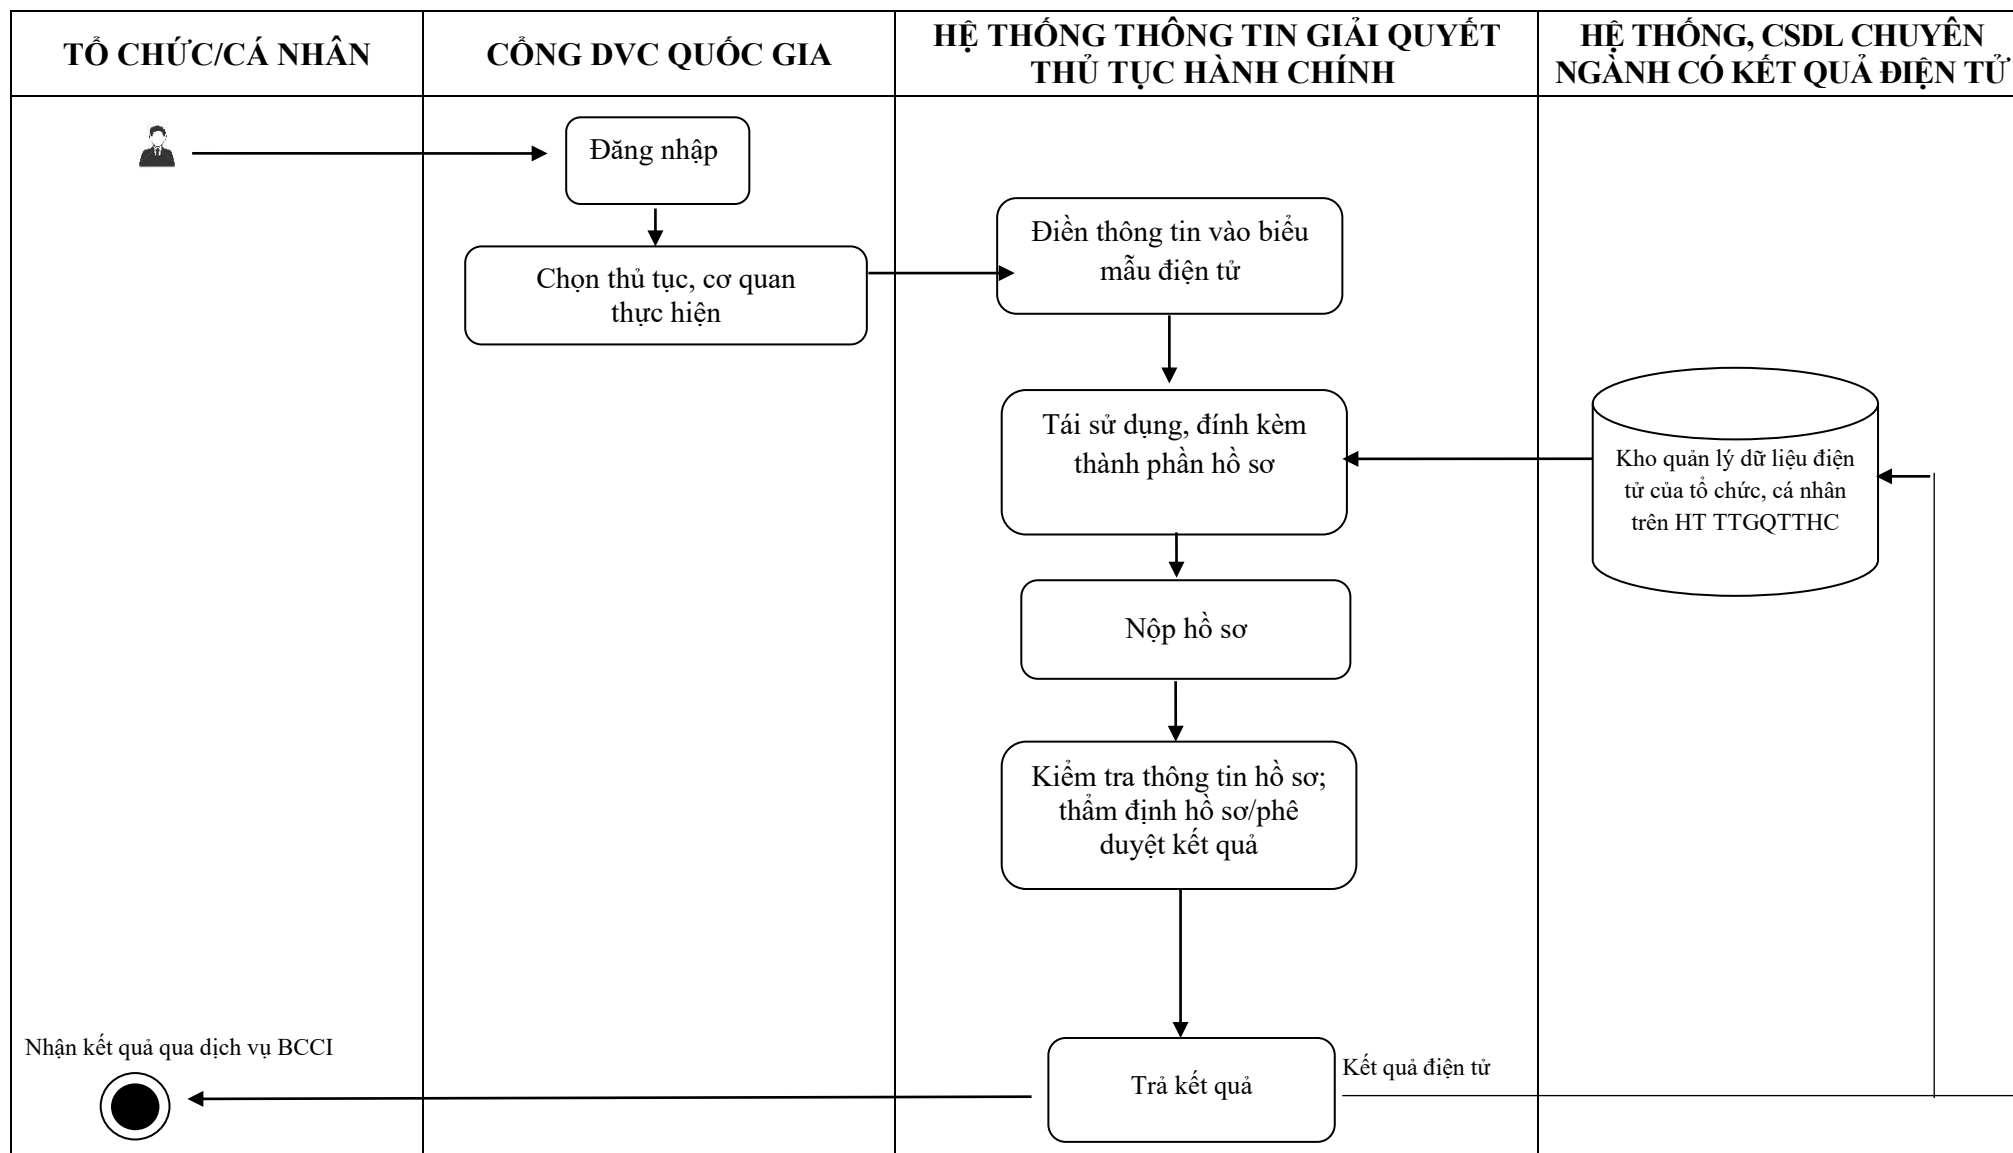 TỔ CHỨC/CÁ NHÂN
CỔNG DVC QUỐC GIA
HỆ THỐNG THÔNG TIN GIẢI QUYẾT
THỦ TỤC HÀNH CHÍNH
HỆ THỐNG, CSDL CHUYÊN
NGÀNH CÓ KẾT QUẢ ĐIỆN TỬ
Đăng nhập
Chọn thủ tục, cơ quan
thực hiện
Điền thông tin vào biểu
mẫu điện tử
Tái sử dụng, đính kèm
thành phần hồ sơ
Kho quản lý dữ liệu điện
tử của tổ chức, cá nhân
trên HT TTGQTTHC
Nộp hồ sơ
Kiểm tra thông tin hồ sơ;
thẩm định hồ sơ/phê
duyệt kết quả
Nhận kết quả qua dịch vụ BCCI
Trả kết quả
Kết quả điện tử